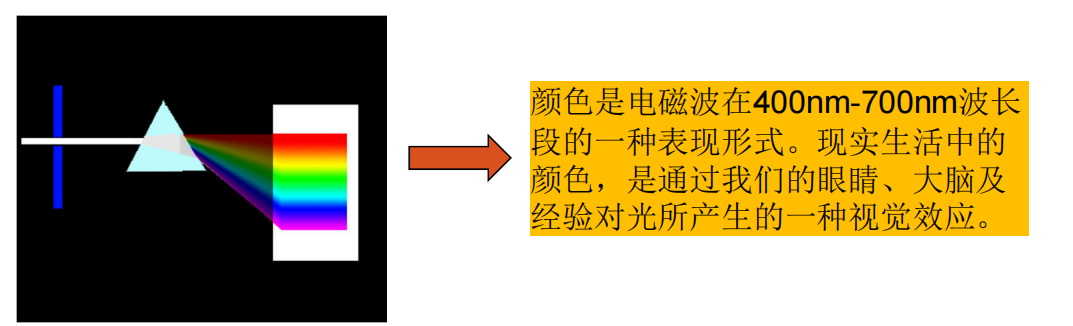 颜色是电磁波在400nm-700nm波长
段的一种表现形式。现实生活中的
颜色，是通过我们的眼睛、大脑及
经验对光所产生的一种视觉效应。